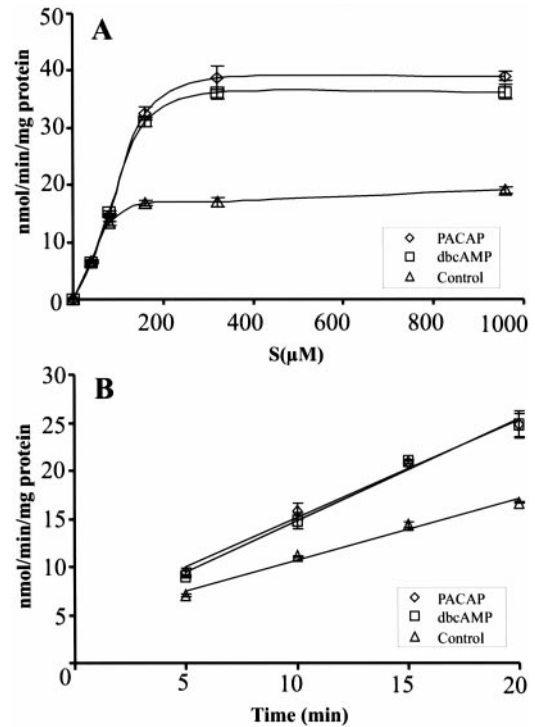 A
nmol/min/mg protein
50
40
30
20
10
0
PACAP
dbcAMP
Control
200
400
600
800
1000
S(µM)
B
nmol/min/mg protein
30
25
20
15
10
5
0
PACAP
dbcAMP
Control
5
10
15
20
Time (min)